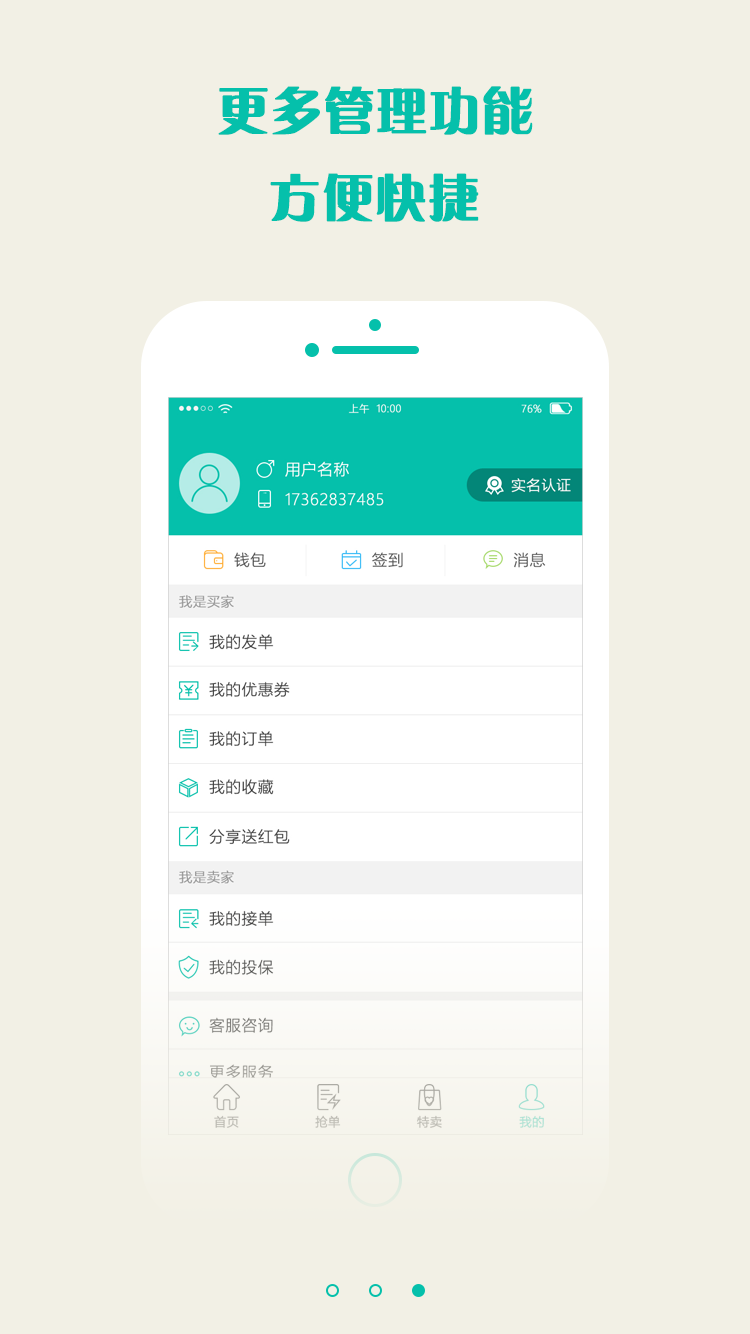 更多管理功能
方便快捷
上午 10:00
76%
用户名称
17362837485
实名认证
钱包
签到
消息
我是买家
我的发单
我的优惠券
我的订单
我的收藏
分享送红包
我是卖家
我的接单
我的投保
客服咨询
更多服务
首页
抢单
特卖
我的